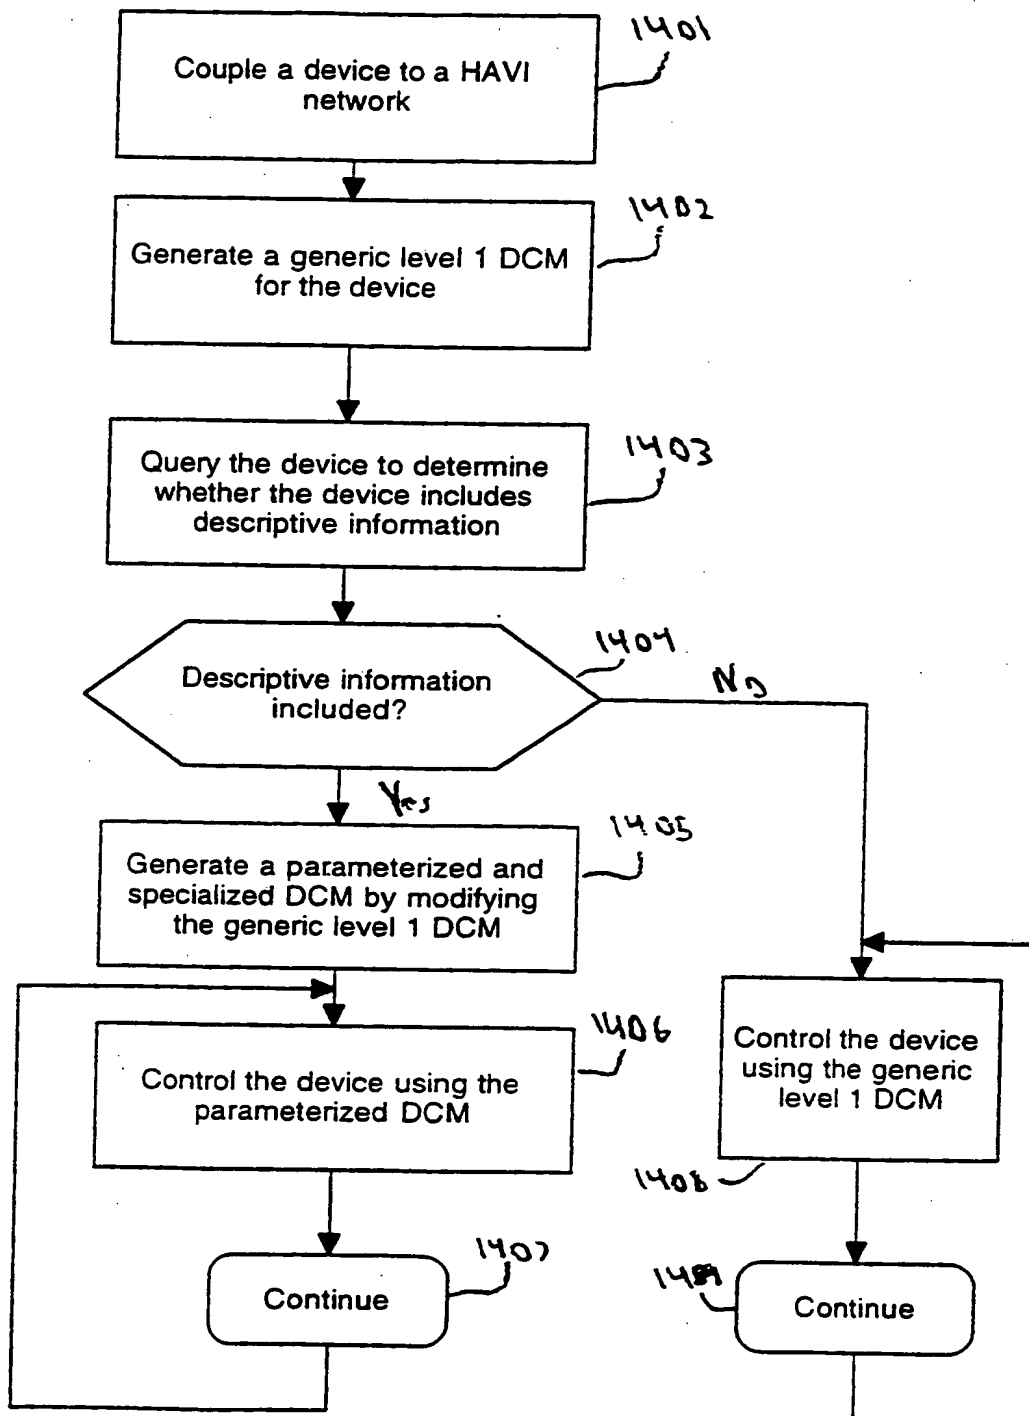 1401
Couple a device to a HAVI
network
1402
Generate a generic level 1 DCM
for the device
1403
Query the device to determine
whether the device includes
descriptive information
1404
Descriptive information
included?
No
Yes
1405
Generate a parameterized and
specialized DCM by modifying
the generic level 1 DCM
1406
Control the device using the
parameterized DCM
Control the device
using the generic
level 1 DCM
1408
1407
Continue
Continue